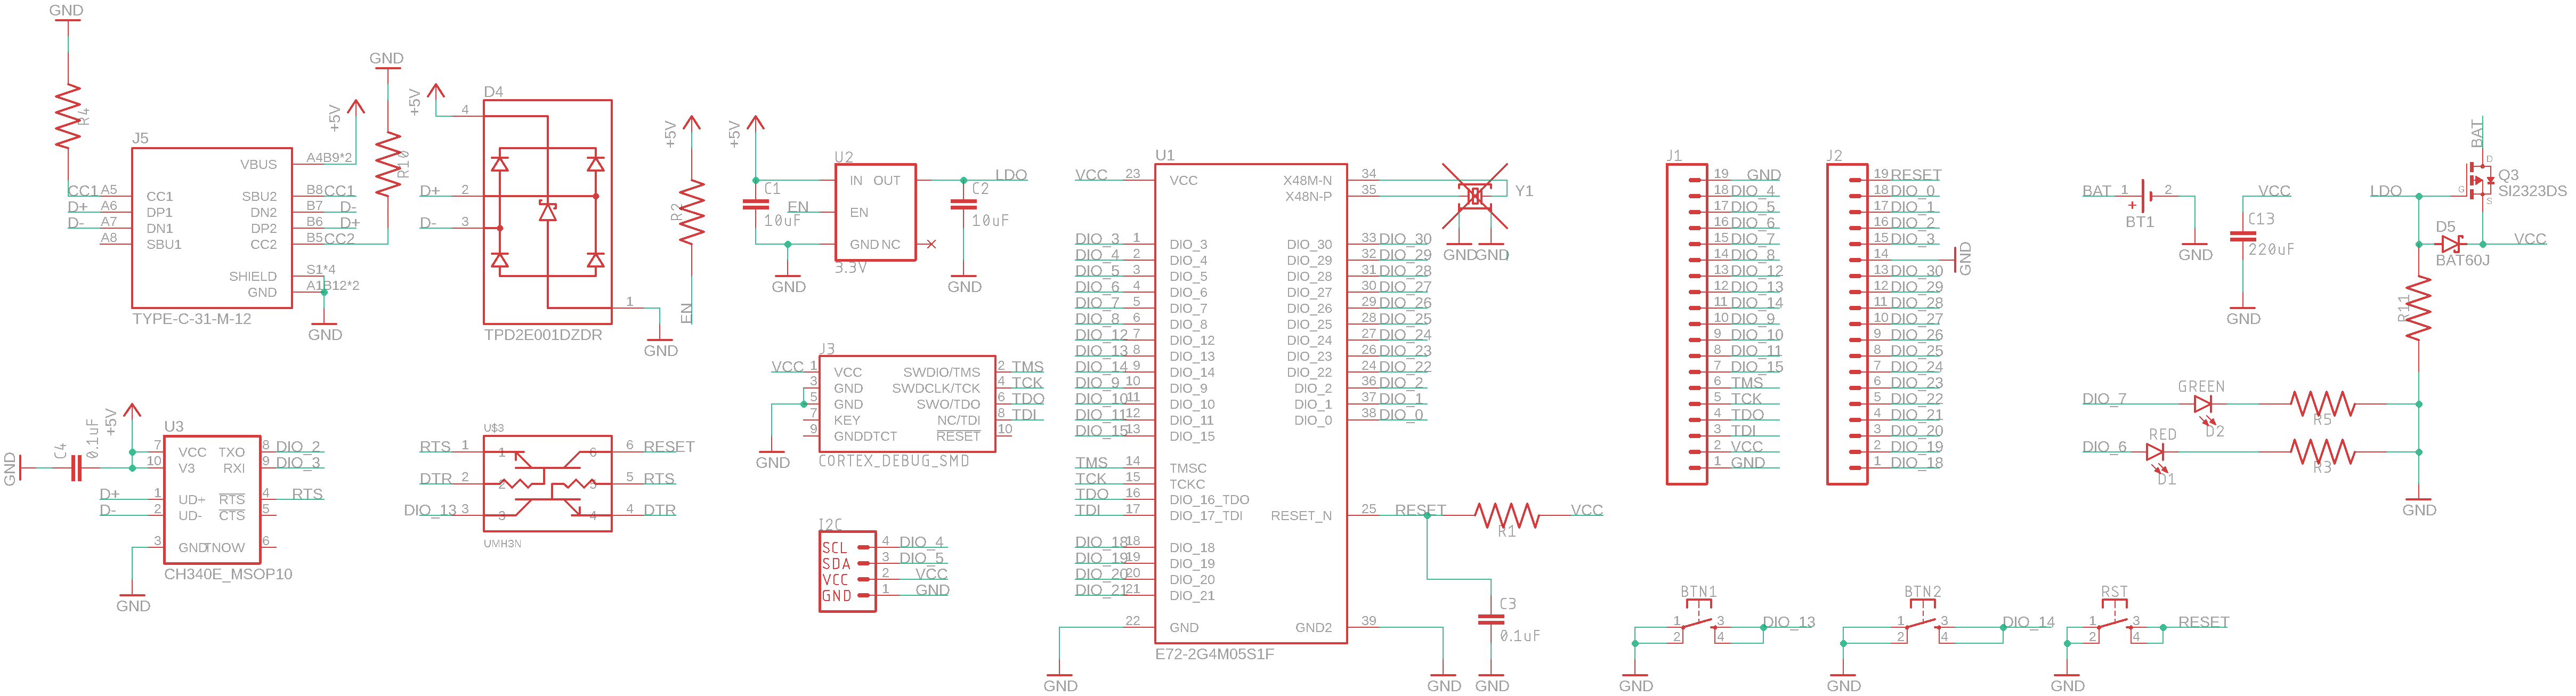 GND
R4
J5
CC1 A5 CC1
D+ A6 DP1
D- A7 DN1
A8 SBU1
VBUS A4B9*2
SBU2 B8 CC1
DN2 B7 D-
DP2 B6 D+
CC2 B5 CC2
SHIELD S1*4
GND A1B12*2
TYPE-C-31-M-12
GND
+5V
GND
R10
+5V
D4
4
D+ 2
D- 3
1
TPD2E001DZDR
GND
+5V
R2
EN
+5V
C1
10uF
EN
U2
IN OUT
EN
GND NC
3.3V
GND
LDO
C2
10uF
GND
J3
VCC 1 VCC SWDIO/TMS 2 TMS
3 GND SWDCLK/TCK 4 TCK
5 GND SWO/TDO 6 TDO
7 KEY NC/TDI 8 TDI
9 GNDDTCT RESET 10
CORTEX_DEBUG_SMD
GND
GND
C4
0.1uF
+5V
U3
7 VCC TXO 8 DIO_2
10 V3 RXI 9 DIO_3
D+ 1 UD+ RTS 4 RTS
D- 2 UD- CTS 5
3 GND TNOW 6
CH340E_MSOP10
GND
U$3
RTS 1 1 6 6 RESET
DTR 2 2 5 5 RTS
DIO_13 3 3 4 4 DTR
UMH3N
I2C
SCL 4 DIO_4
SDA 3 DIO_5
VCC 2 VCC
GND 1 GND
U1
VCC 23 VCC X48M-N 34
X48N-P 35
DIO_3 1 DIO_3 DIO_30 33 DIO_30
DIO_4 2 DIO_4 DIO_29 32 DIO_29
DIO_5 3 DIO_5 DIO_28 31 DIO_28
DIO_6 4 DIO_6 DIO_27 30 DIO_27
DIO_7 5 DIO_7 DIO_26 29 DIO_26
DIO_8 6 DIO_8 DIO_25 28 DIO_25
DIO_12 7 DIO_12 DIO_24 27 DIO_24
DIO_13 8 DIO_13 DIO_23 26 DIO_23
DIO_14 9 DIO_14 DIO_22 24 DIO_22
DIO_9 10 DIO_9 DIO_2 36 DIO_2
DIO_10 11 DIO_10 DIO_1 37 DIO_1
DIO_11 12 DIO_11 DIO_0 38 DIO_0
DIO_15 13 DIO_15
TMS 14 TMSC
TCK 15 TCKC
TDO 16 DIO_16_TDO
TDI 17 DIO_17_TDI RESET_N 25 RESET
DIO_18 18 DIO_18
DIO_19 19 DIO_19
DIO_20 20 DIO_20
DIO_21 21 DIO_21
22 GND GND2 39
E72-2G4M05S1F
GND
GND
Y1
GND GND
R1
VCC
C3
0.1uF
GND
J1
19 GND
18 DIO_4
17 DIO_5
16 DIO_6
15 DIO_7
14 DIO_8
13 DIO_12
12 DIO_13
11 DIO_14
10 DIO_9
9 DIO_10
8 DIO_11
7 DIO_15
6 TMS
5 TCK
4 TDO
3 TDI
2 VCC
1 GND
J2
19 RESET
18 DIO_0
17 DIO_1
16 DIO_2
15 DIO_3
14
GND
13 DIO_30
12 DIO_29
11 DIO_28
10 DIO_27
9 DIO_26
8 DIO_25
7 DIO_24
6 DIO_23
5 DIO_22
4 DIO_21
3 DIO_20
2 DIO_19
1 DIO_18
BTN1
1 3 DIO_13
2 4
GND
BTN2
1 3 DIO_14
2 4
GND
RST
1 3 RESET
2 4
GND
BAT 1 2
+
BT1
GND
VCC
C13
220uF
GND
BAT
D
G
S
Q3
SI2323DS
LDO
D5
BAT60J
VCC
R11
DIO_7
GREEN
D2
R5
DIO_6
RED
D1
R3
GND